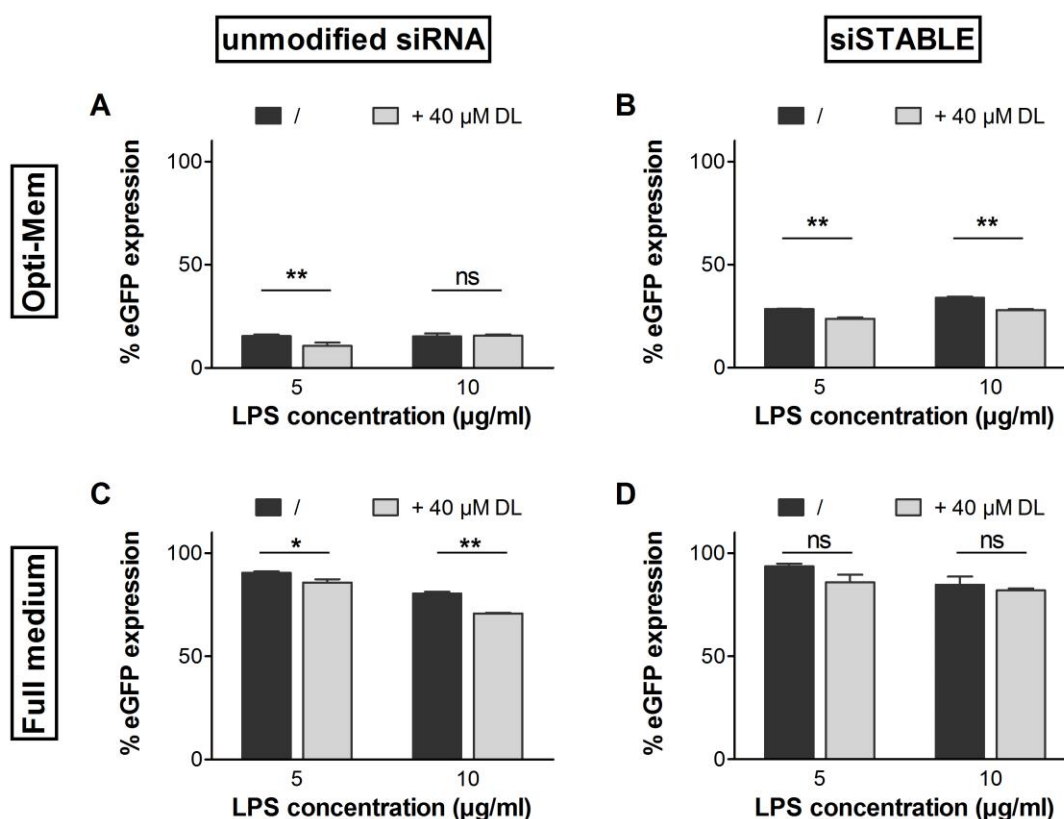 unmodified siRNA
siSTABLE
Opti-Mem
A
/
+ 40 µM DL
% eGFP expression
100
50
0
**
ns
5
10
LPS concentration (µg/ml)
B
/
+ 40 µM DL
% eGFP expression
100
50
0
**
**
5
10
LPS concentration (µg/ml)
Full medium
C
/
+ 40 µM DL
% eGFP expression
100
50
0
*
**
5
10
LPS concentration (µg/ml)
D
/
+ 40 µM DL
% eGFP expression
100
50
0
ns
ns
5
10
LPS concentration (µg/ml)